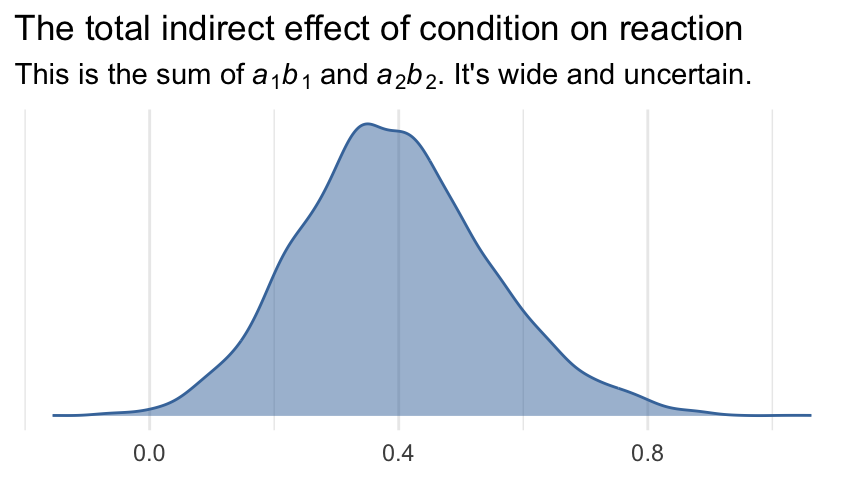 The total indirect effect of condition on reaction
This is the sum of a₁b₁ and a₂b₂. It's wide and uncertain.
0.0 0.4 0.8